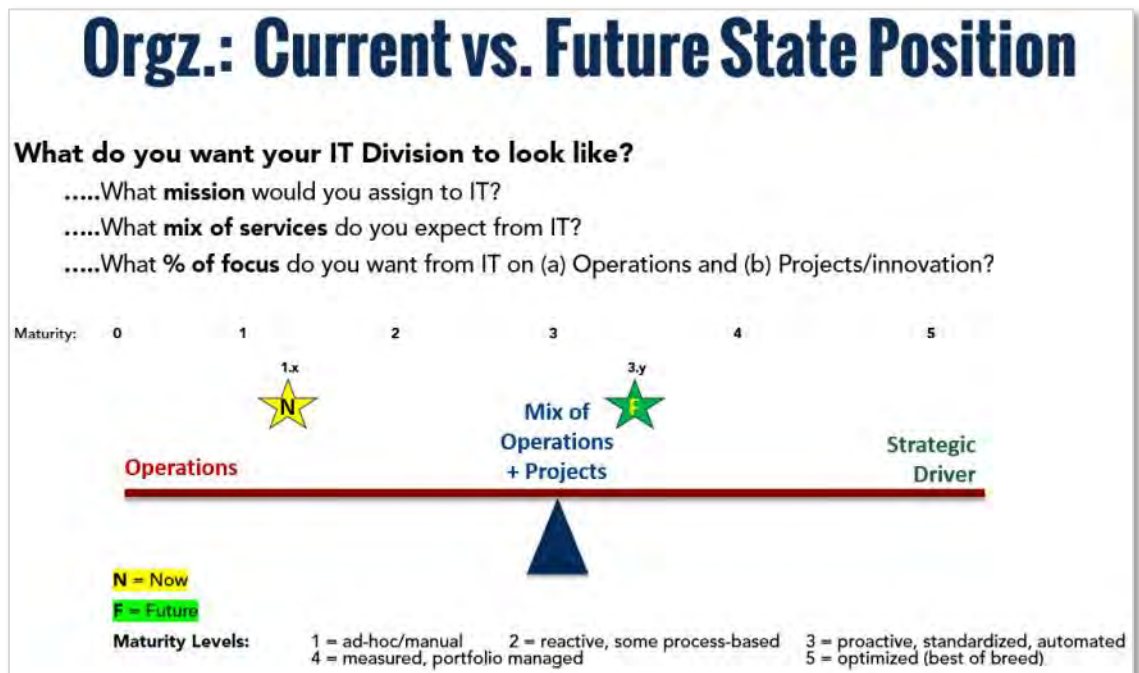 Orgz.: Current vs. Future State Position
What do you want your IT Division to look like?
.....What mission would you assign to IT?
.....What mix of services do you expect from IT?
.....What % of focus do you want from IT on (a) Operations and (b) Projects/innovation?
Maturity: 0 1 2 3 4 5
1.x 3.y
N F
Mix of
Operations
+ Projects
Operations
Strategic
Driver
N = Now
F = Future
Maturity Levels: 1 = ad-hoc/manual 2 = reactive, some process-based 3 = proactive, standardized, automated
4 = measured, portfolio managed 5 = optimized (best of breed)